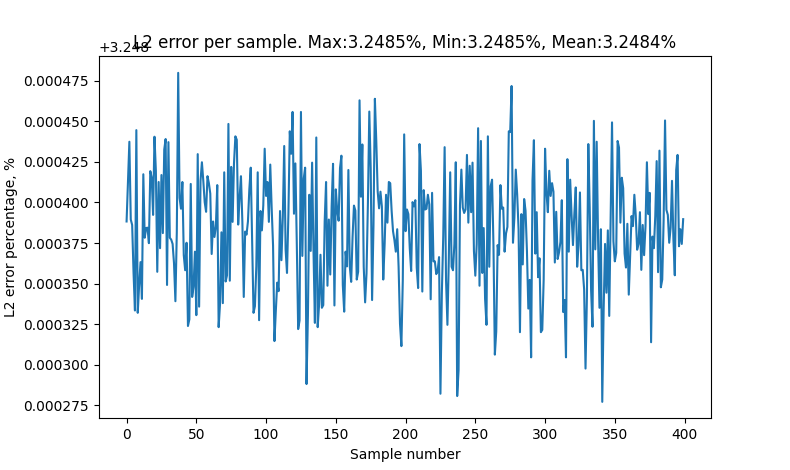 L2 error per sample. Max:3.2485%, Min:3.2485%, Mean:3.2484%
+3.248
0.000475
0.000450
0.000425
0.000400
0.000375
0.000350
0.000325
0.000300
0.000275
L2 error percentage, %
0 50 100 150 200 250 300 350 400
Sample number